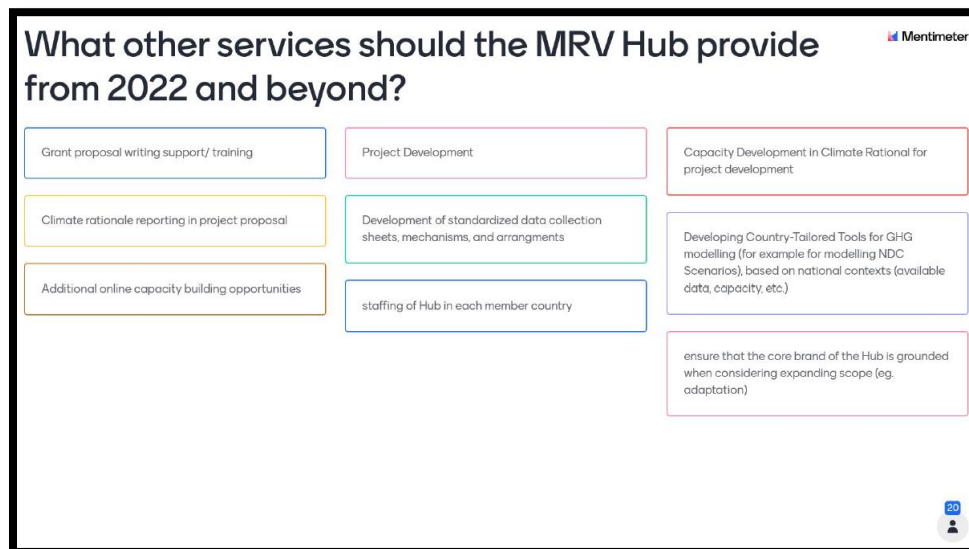 What other services should the MRV Hub provide
from 2022 and beyond?
Mentimeter
Grant proposal writing support/ training
Climate rationale reporting in project proposal
Additional online capacity building opportunities
Project Development
Development of standardized data collection
sheets, mechanisms, and arrangments
staffing of Hub in each member country
Capacity Development in Climate Rational for
project development
Developing Country-Tailored Tools for GHG
modelling (for example for modelling NDC
Scenarios), based on national contexts (available
data, capacity, etc.)
ensure that the core brand of the Hub is grounded
when considering expanding scope (eg.
adaptation)
20